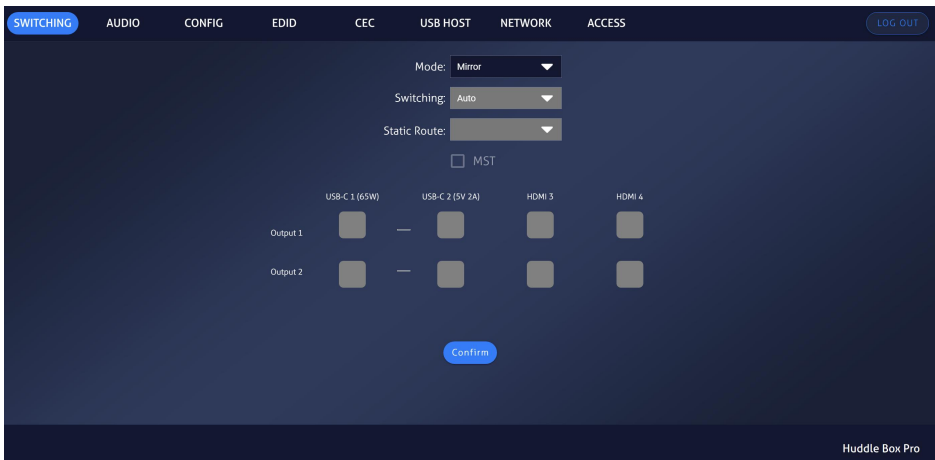 SWITCHING AUDIO CONFIG EDID CEC USB HOST NETWORK ACCESS LOG OUT
Mode: Mirror
Switching: Auto
Static Route:
MST
USB-C 1 (65W) USB-C 2 (5V 2A) HDMI 3 HDMI 4
Output 1
Output 2
Confirm
Huddle Box Pro